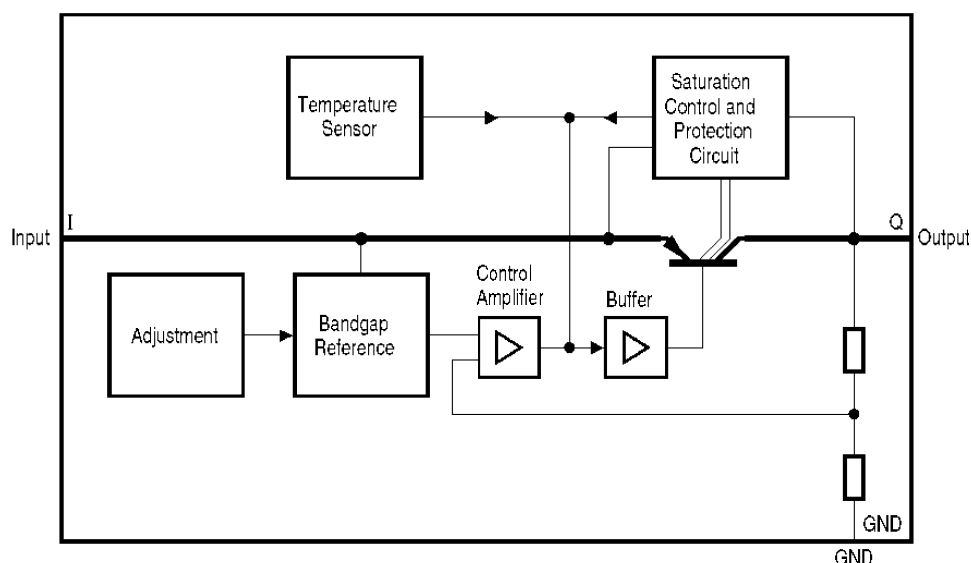 Temperature
Sensor
Saturation
Control and
Protection
Circuit
I
Q
Input
Output
Control
Amplifier
Buffer
Adjustment
Bandgap
Reference
GND
GND